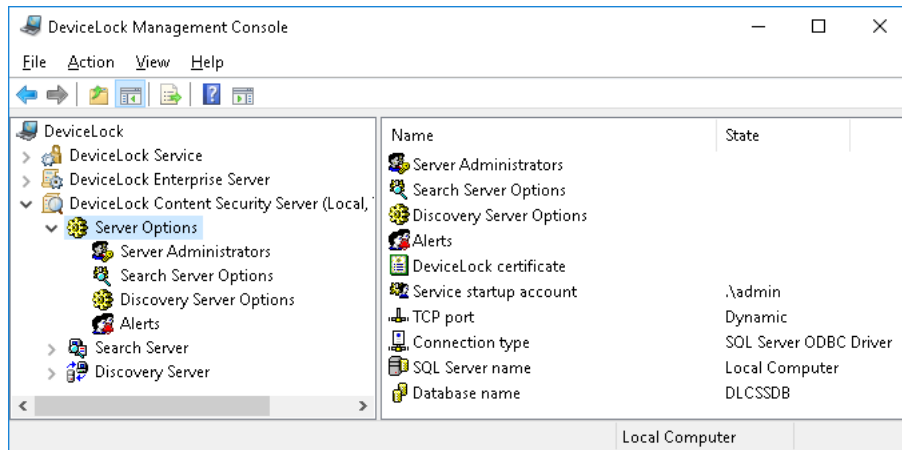 DeviceLock Management Console
File Action View Help
DeviceLock
DeviceLock Service
DeviceLock Enterprise Server
DeviceLock Content Security Server (Local,
Server Options
Server Administrators
Search Server Options
Discovery Server Options
Alerts
Search Server
Discovery Server
Name State
Server Administrators
Search Server Options
Discovery Server Options
Alerts
DeviceLock certificate
Service startup account .\admin
TCP port Dynamic
Connection type SQL Server ODBC Driver
SQL Server name Local Computer
Database name DLCSSDB
Local Computer